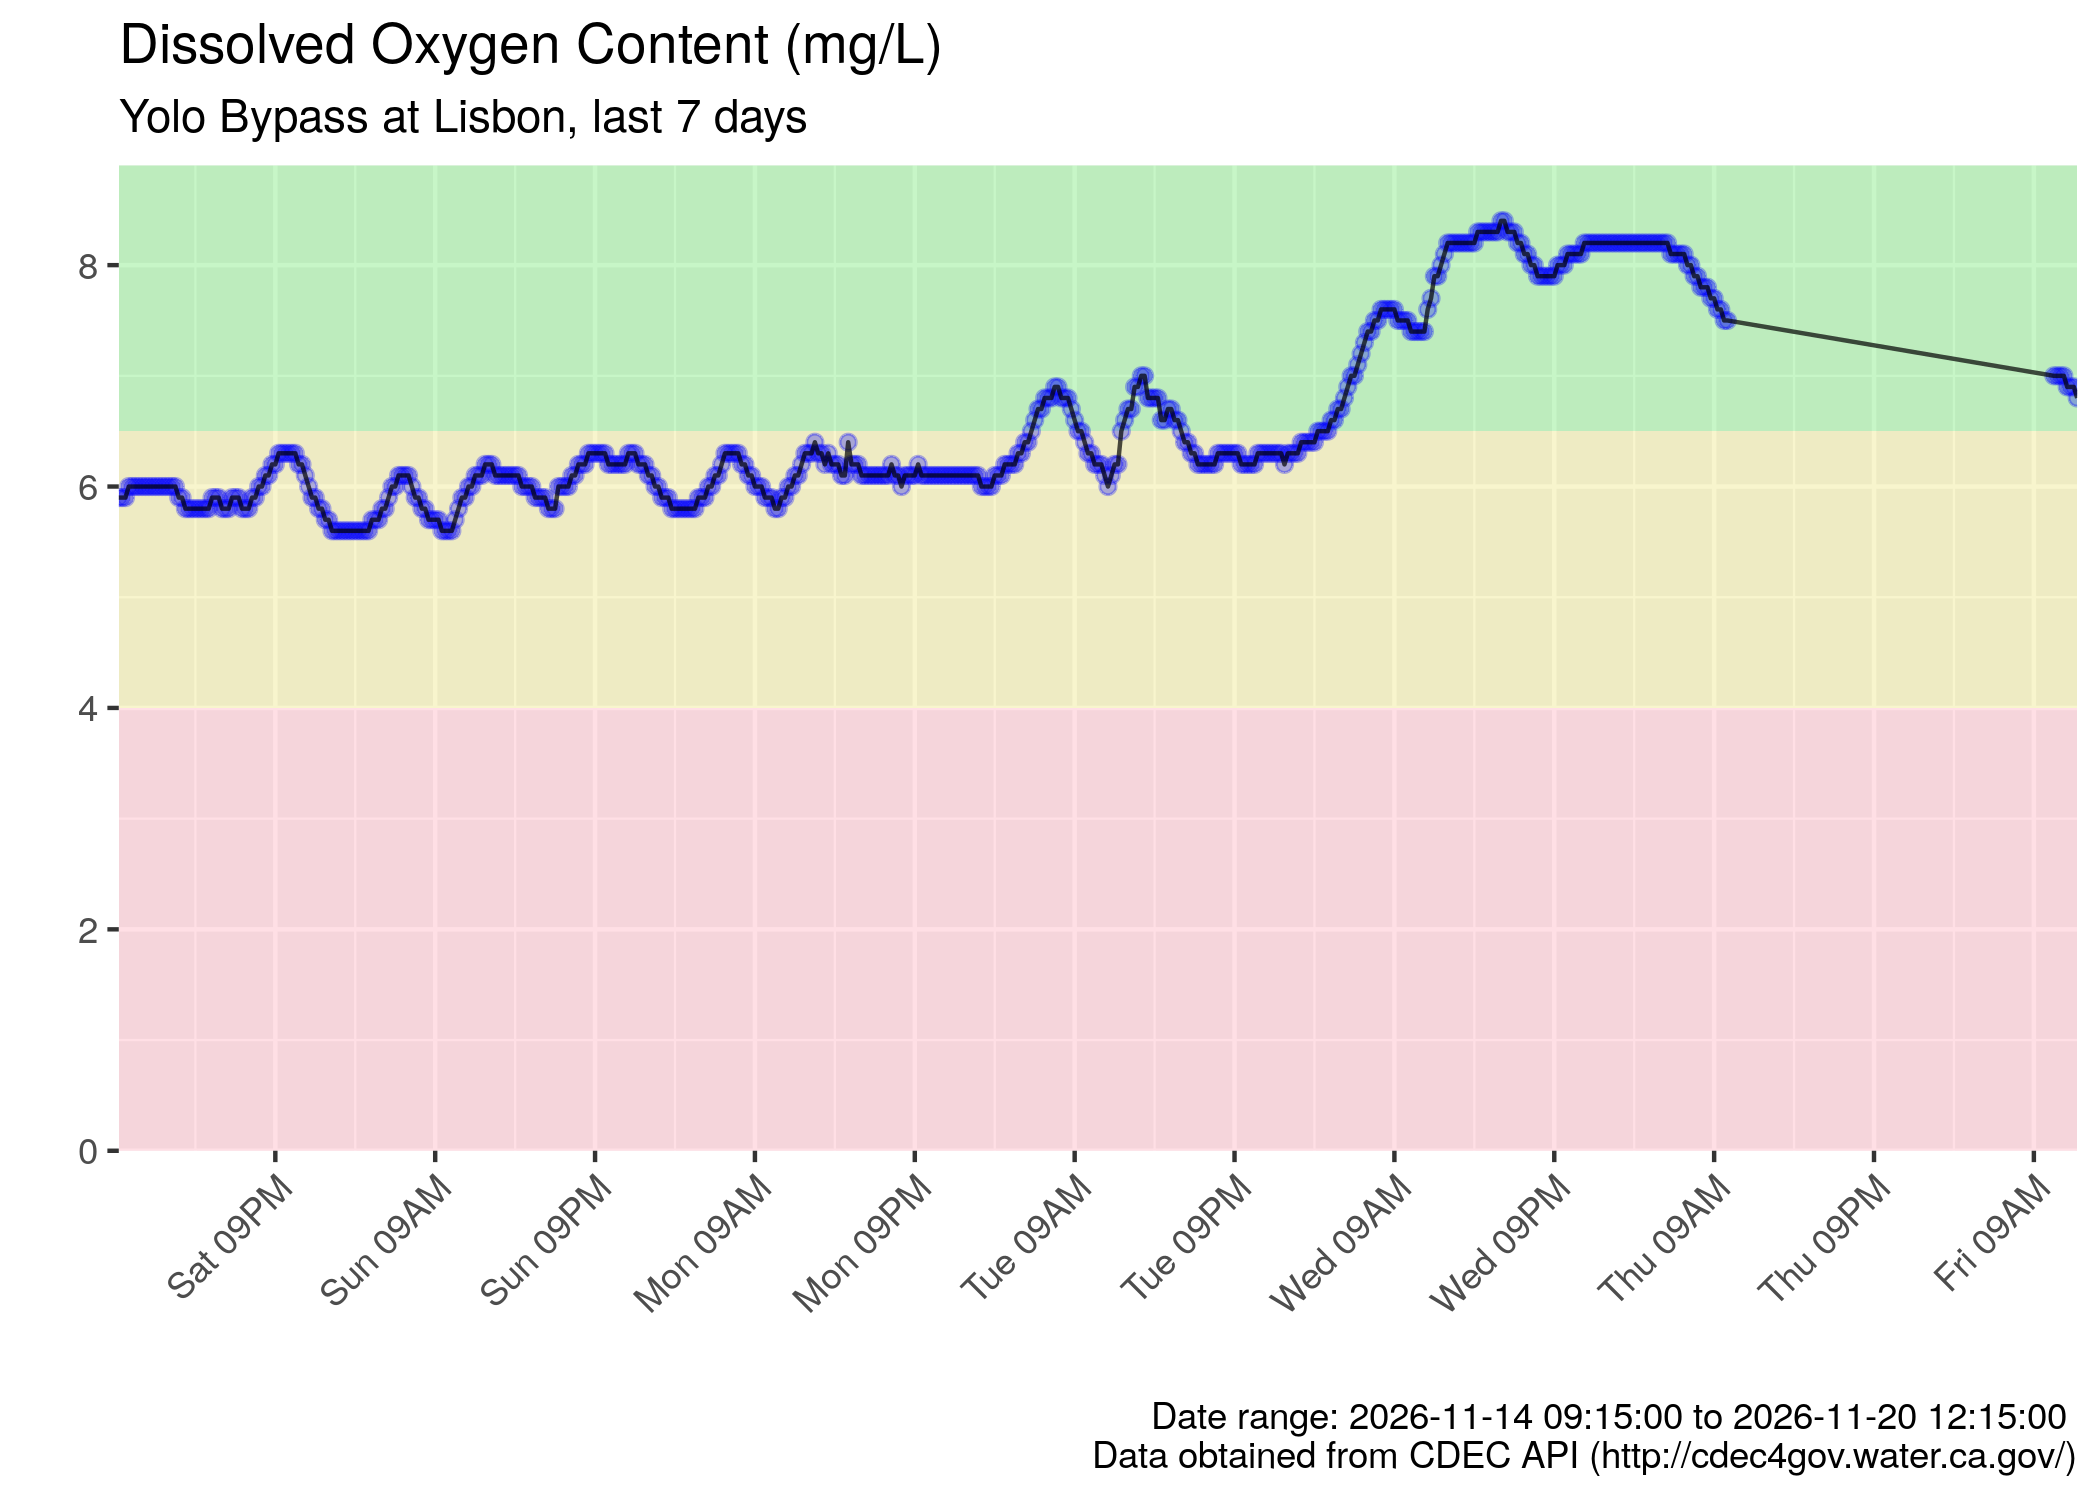 Dissolved Oxygen Content (mg/L)
Yolo Bypass at Lisbon, last 7 days
8
6
4
2
0
Sat 09PM
Sun 09AM
Sun 09PM
Mon 09AM
Mon 09PM
Tue 09AM
Tue 09PM
Wed 09AM
Wed 09PM
Thu 09AM
Thu 09PM
Fri 09AM
Date range: 2026-11-14 09:15:00 to 2026-11-20 12:15:00
Data obtained from CDEC API (http://cdec4gov.water.ca.gov/)